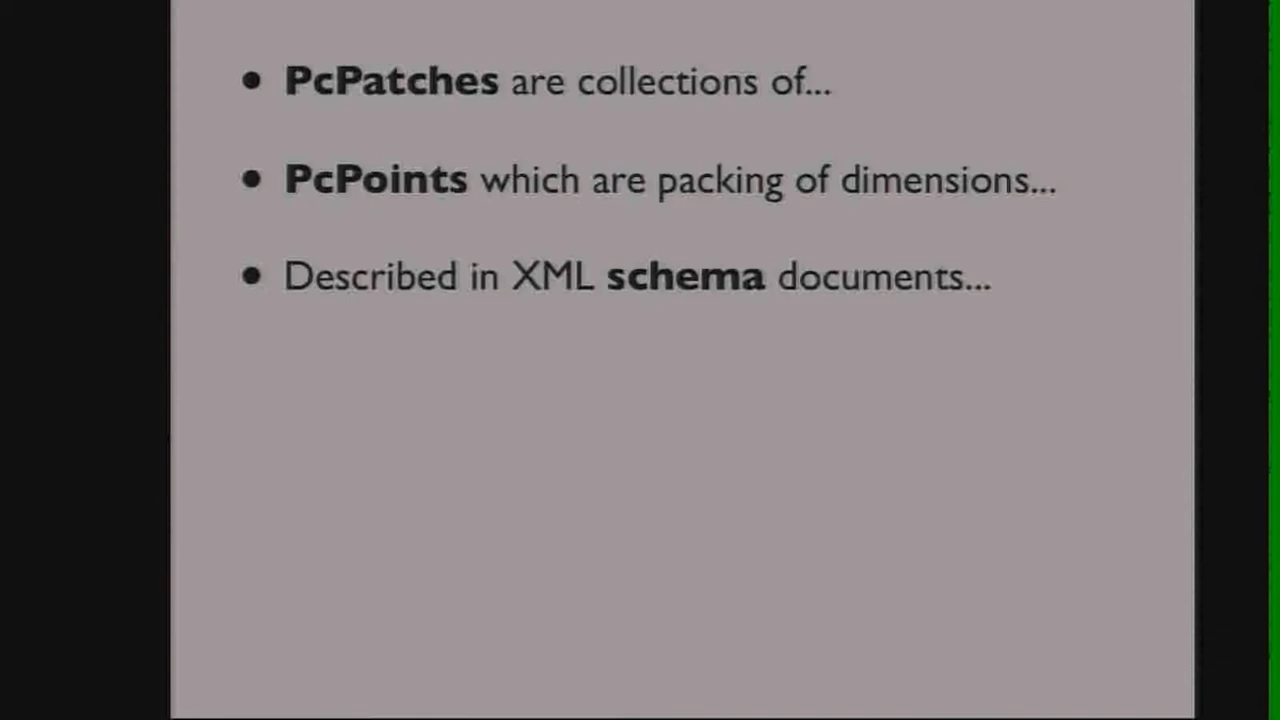 • PcPatches are collections of...
• PcPoints which are packing of dimensions...
• Described in XML schema documents...